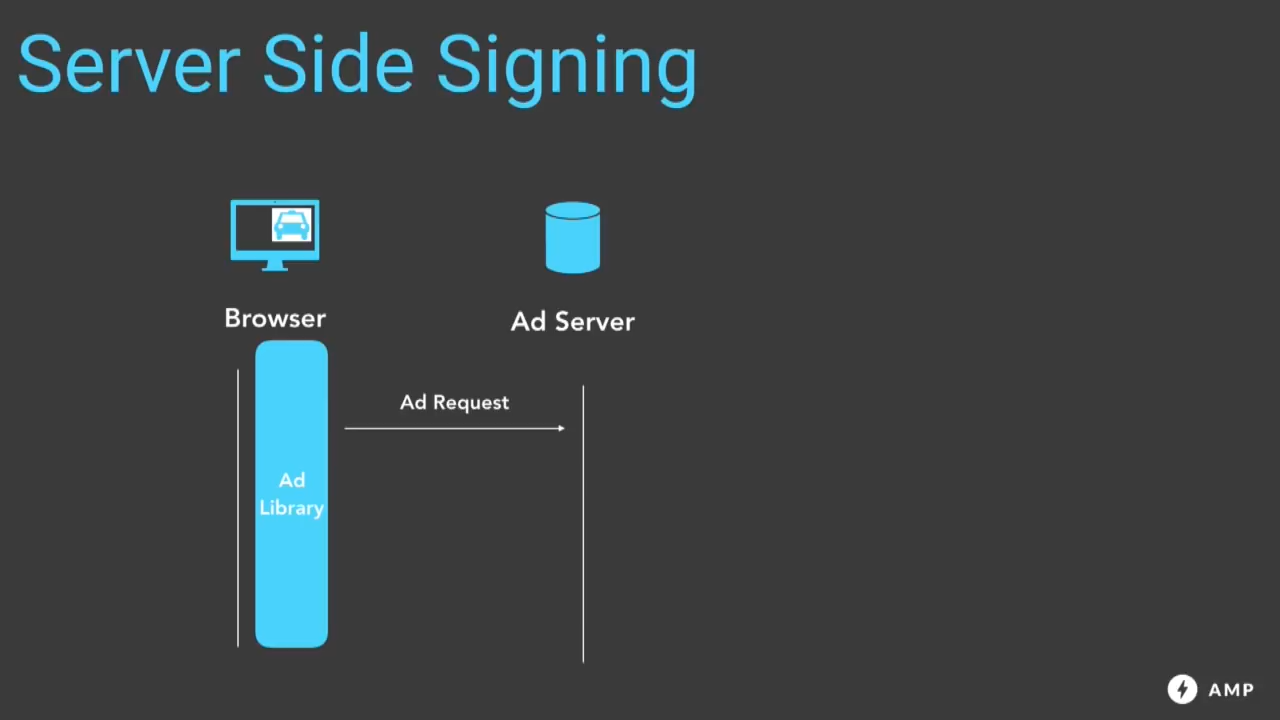 Server Side Signing
Browser
Ad Server
Ad Request
Ad
Library
AMP